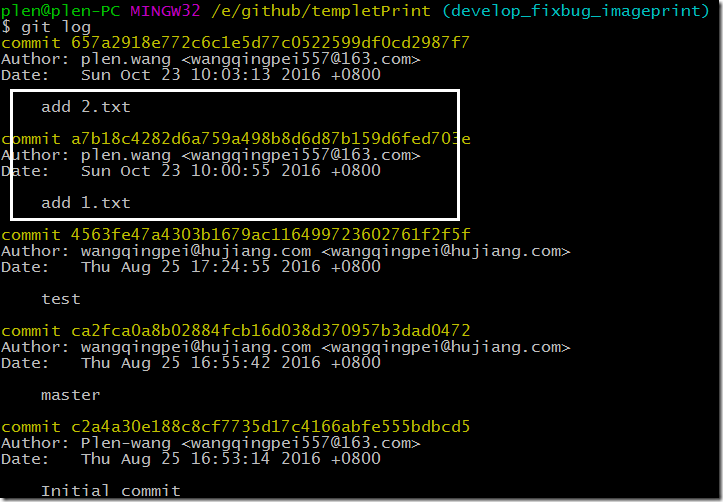 plen@plen-PC MINGW32 /e/github/templetPrint (develop_fixbug_imageprint)
$ git log
commit 657a2918e772c6c1e5d77c0522599df0cd2987f7
Author: plen.wang <wangqingpei557@163.com>
Date:   Sun Oct 23 10:03:13 2016 +0800
add 2.txt
commit a7b18c4282d6a759a498b8d6d87b159d6fed703e
Author: plen.wang <wangqingpei557@163.com>
Date:   Sun Oct 23 10:00:55 2016 +0800
add 1.txt
commit 4563fe47a4303b1679ac116499723602761f2f5f
Author: wangqingpei@hujiang.com <wangqingpei@hujiang.com>
Date:   Thu Aug 25 17:24:55 2016 +0800
test
commit ca2fca0a8b02884fcb16d038d370957b3dad0472
Author: wangqingpei@hujiang.com <wangqingpei@hujiang.com>
Date:   Thu Aug 25 16:55:42 2016 +0800
master
commit c2a4a30e188c8cf7735d17c4166abfe555bdbcd5
Author: Plen-wang <wangqingpei557@163.com>
Date:   Thu Aug 25 16:53:14 2016 +0800
Initial commit